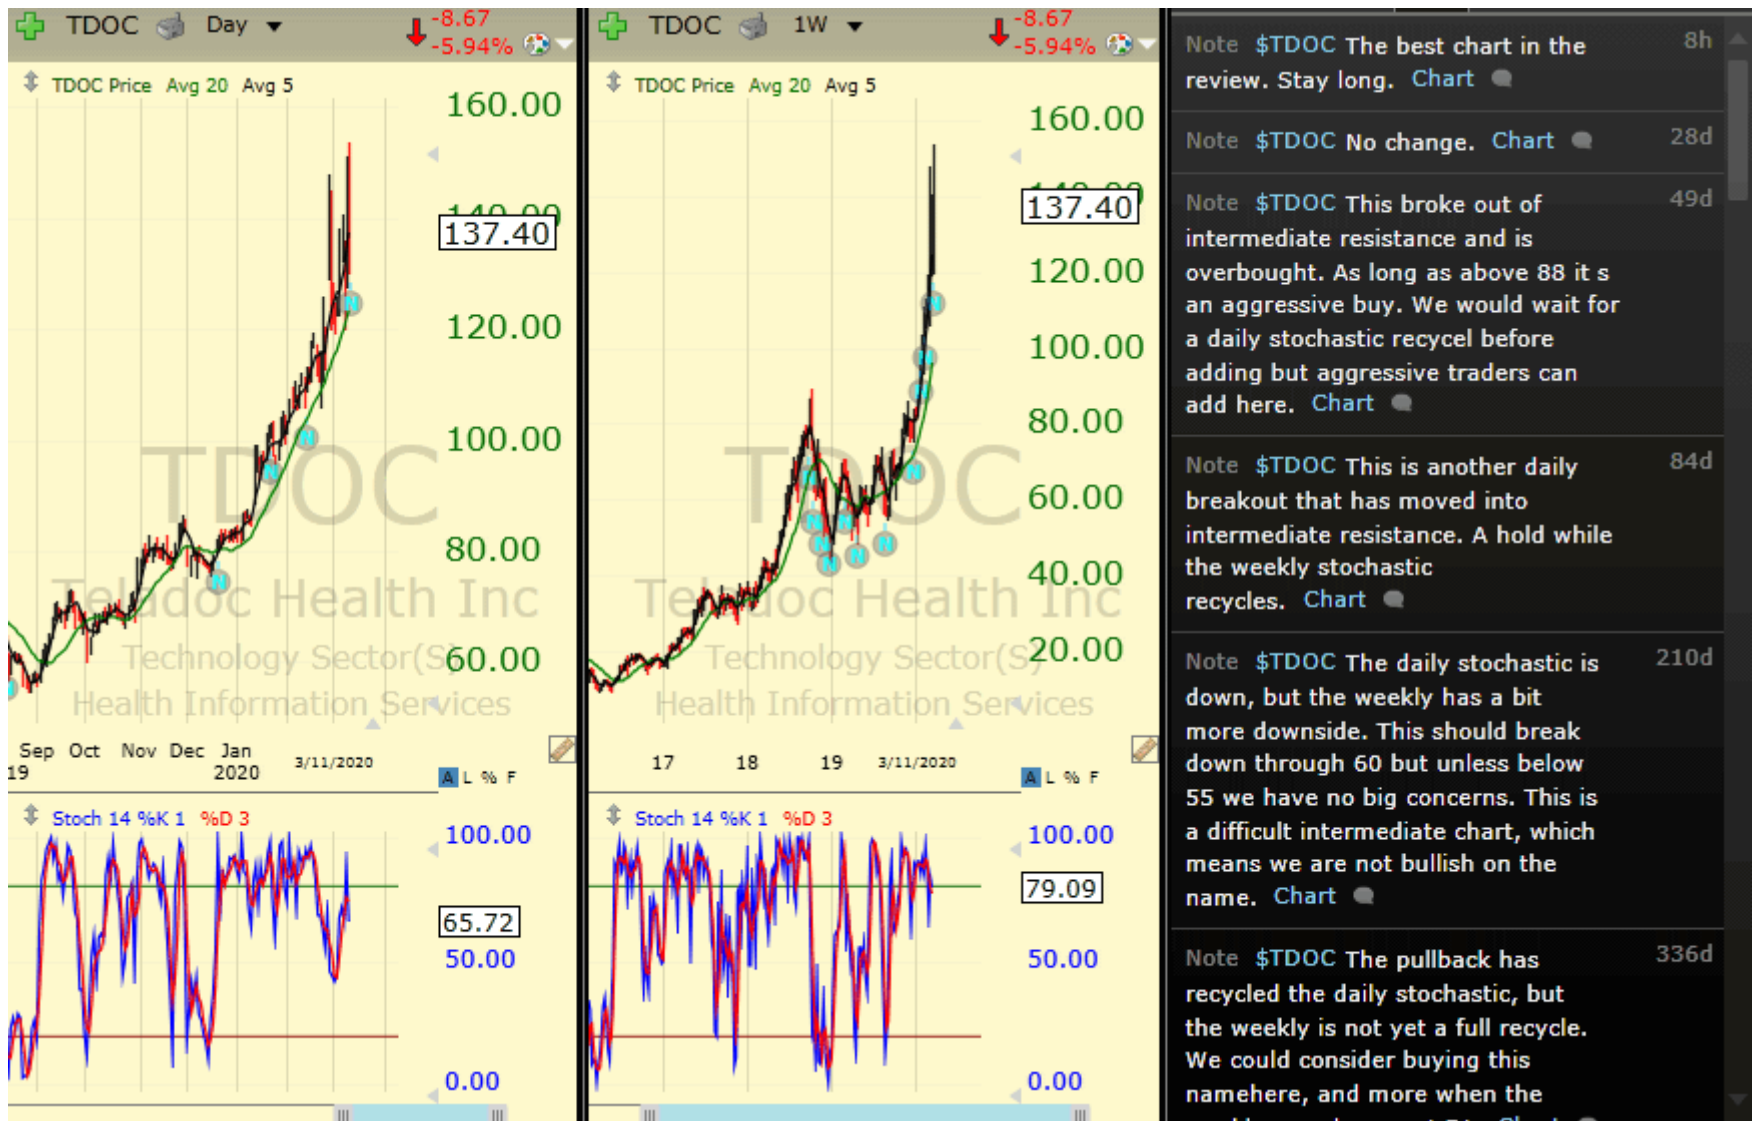 TDOC Day
-8.67
-5.94%
TDOC Price Avg 20 Avg 5
160.00
140.00
137.40
120.00
100.00
80.00
60.00
TDOC
Teladoc Health Inc
Technology Sector(S)
Health Information Services
N
N
N
N
Sep Oct Nov Dec Jan
19 2020 3/11/2020
A L % F
Stoch 14 %K 1 %D 3
100.00
65.72
50.00
0.00
TDOC 1W
-8.67
-5.94%
TDOC Price Avg 20 Avg 5
160.00
140.00
137.40
120.00
100.00
80.00
60.00
40.00
20.00
TDOC
Teladoc Health Inc
Technology Sector(S)
Health Information Services
N
N
N
N
N
N
N
N
N
N
N
17 18 19 3/11/2020
A L % F
Stoch 14 %K 1 %D 3
100.00
79.09
50.00
0.00
Note $TDOC The best chart in the 8h
review. Stay long. Chart
Note $TDOC No change. Chart 28d
Note $TDOC This broke out of 49d
intermediate resistance and is
overbought. As long as above 88 it s
an aggressive buy. We would wait for
a daily stochastic recycel before
adding but aggressive traders can
add here. Chart
Note $TDOC This is another daily 84d
breakout that has moved into
intermediate resistance. A hold while
the weekly stochastic
recycles. Chart
Note $TDOC The daily stochastic is 210d
down, but the weekly has a bit
more downside. This should break
down through 60 but unless below
55 we have no big concerns. This is
a difficult intermediate chart, which
means we are not bullish on the
name. Chart
Note $TDOC The pullback has 336d
recycled the daily stochastic, but
the weekly is not yet a full recycle.
We could consider buying this
namehere, and more when the